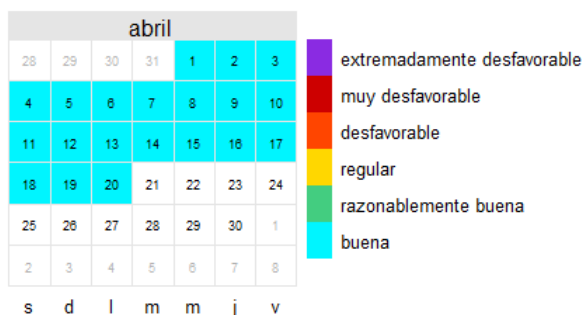 abril
28 29 30 31 1 2 3
4 5 6 7 8 9 10
11 12 13 14 15 16 17
18 19 20 21 22 23 24
25 26 27 28 29 30 1
2 3 4 5 6 7 8
s d l m m j v
extremadamente desfavorable
muy desfavorable
desfavorable
regular
razonablemente buena
buena